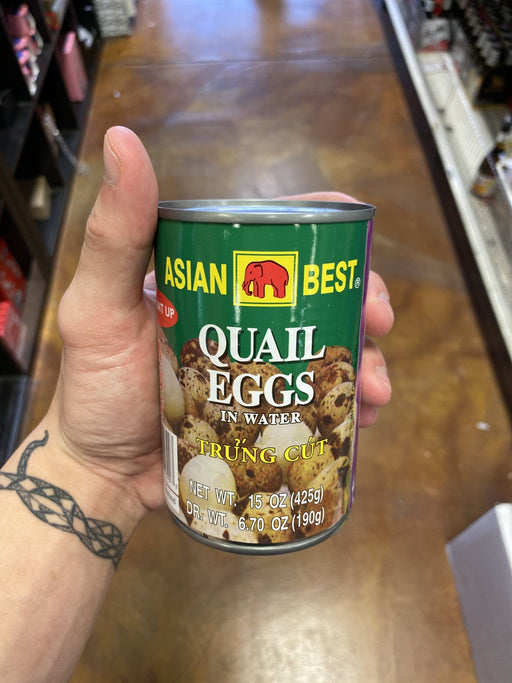 ASIAN BEST®
UP
QUAIL
EGGS
IN WATER
TRỨNG CÚT
NET WT. 15 OZ (425g)
DR. WT. 6.70 OZ (190g)